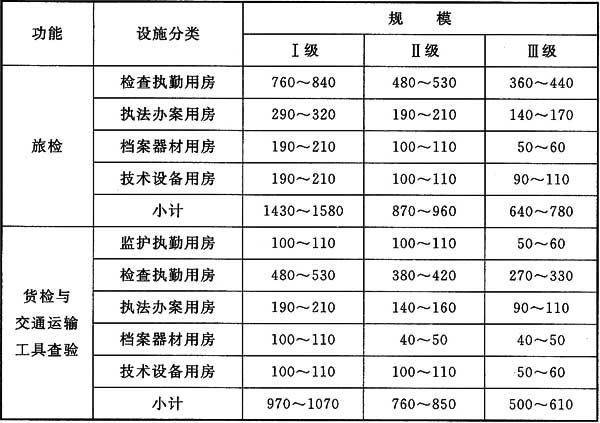 功能 设施分类 规 模
Ⅰ级 Ⅱ级 Ⅲ级
旅检 检查执勤用房 760～840 480～530 360～440
执法办案用房 290～320 190～210 140～170
档案器材用房 190～210 100～110 50～60
技术设备用房 190～210 100～110 90～110
小计 1430～1580 870～960 640～780
货检与
交通运输
工具查验 监护执勤用房 100～110 100～110 50～60
检查执勤用房 480～530 380～420 270～330
执法办案用房 190～210 140～160 90～110
档案器材用房 100～110 40～50 40～50
技术设备用房 100～110 100～110 50～60
小计 970～1070 760～850 500～610